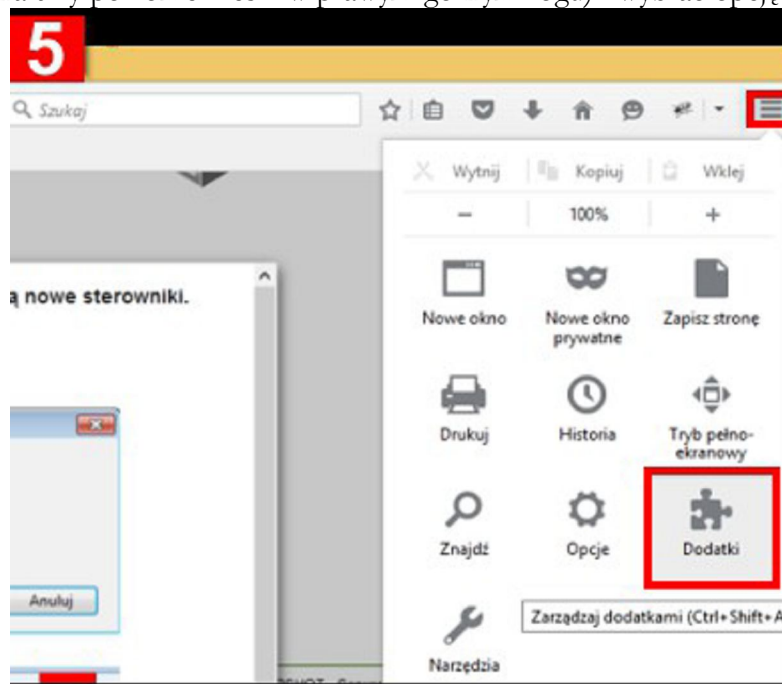 5
Szukaj
Wytnij Kopiuj Wklej
100%
Nowe okno
Nowe okno prywatne
Zapisz stronę
ą nowe sterowniki.
Drukuj
Historia
Tryb pełno-
ekranowy
Znajdź
Opcje
Dodatki
Anuluj
Zarządzaj dodatkami (Ctrl+Shift+A
Narzędzia